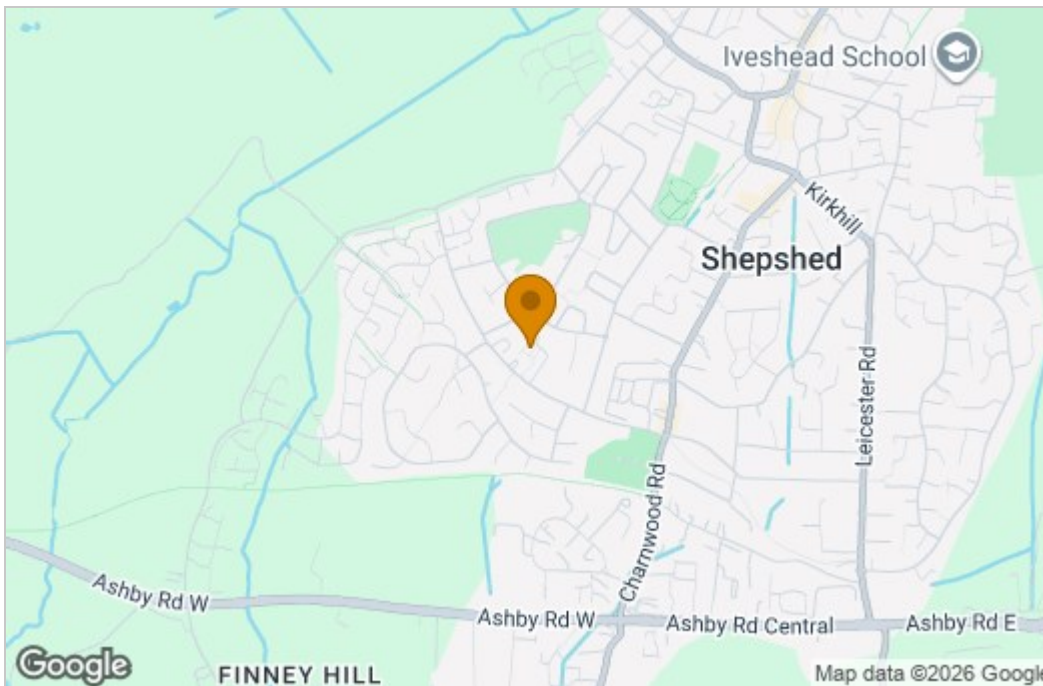 Iveshead School
Kirkhill
Shepshed
Leicester Rd
Charnwood Rd
Ashby Rd W
Ashby Rd W
Ashby Rd Central
Ashby Rd E
FINNEY HILL
Google
Map data ©2026 Google